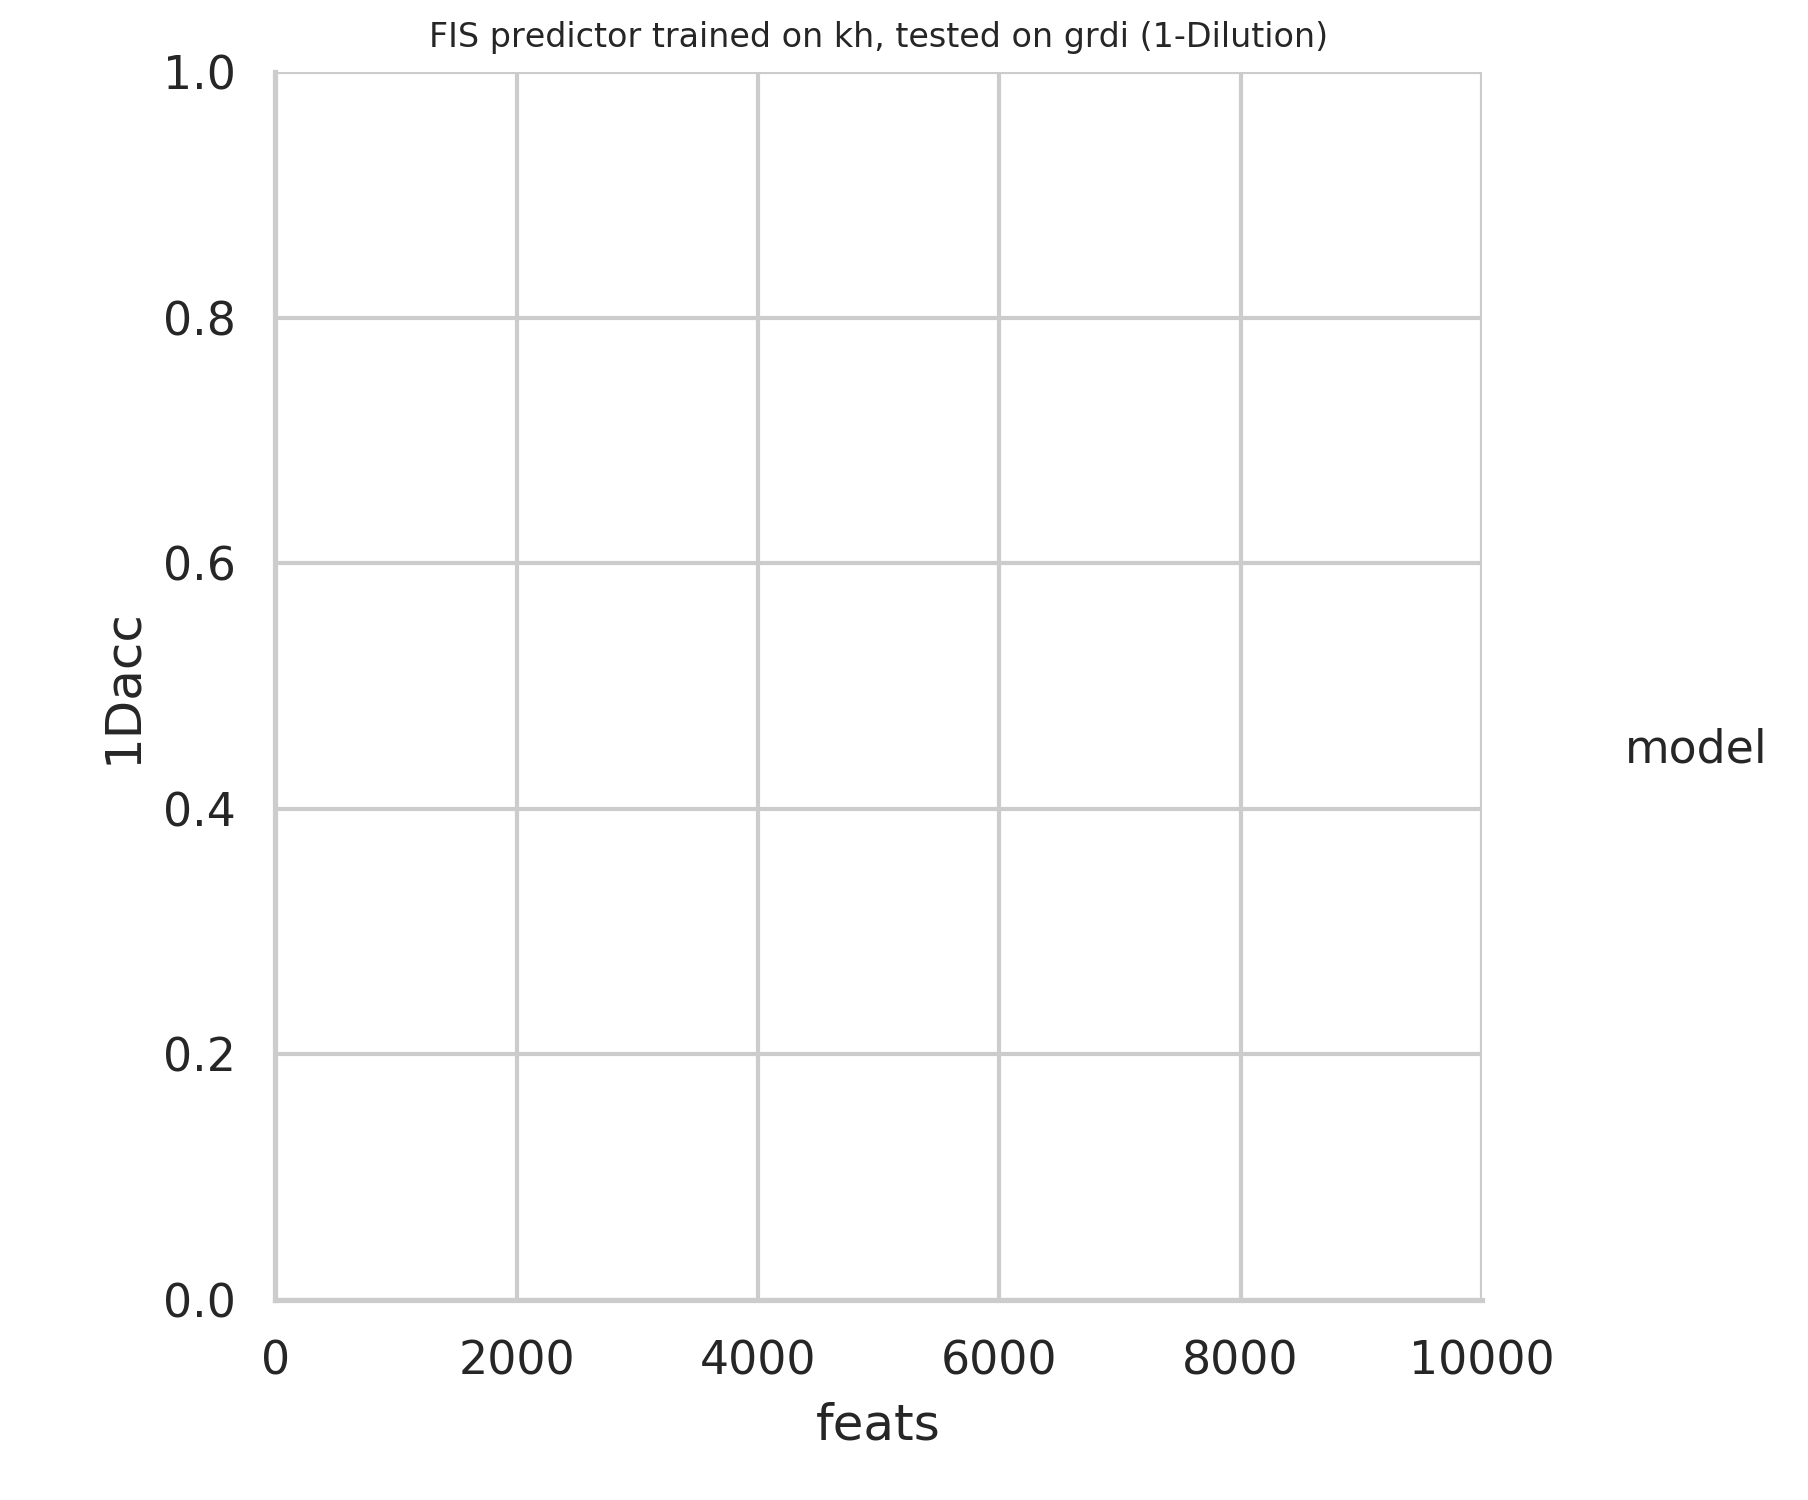 FIS predictor trained on kh, tested on grdi (1-Dilution)
1.0
0.8
0.6
0.4
0.2
0.0
1Dacc
0 2000 4000 6000 8000 10000
feats
model